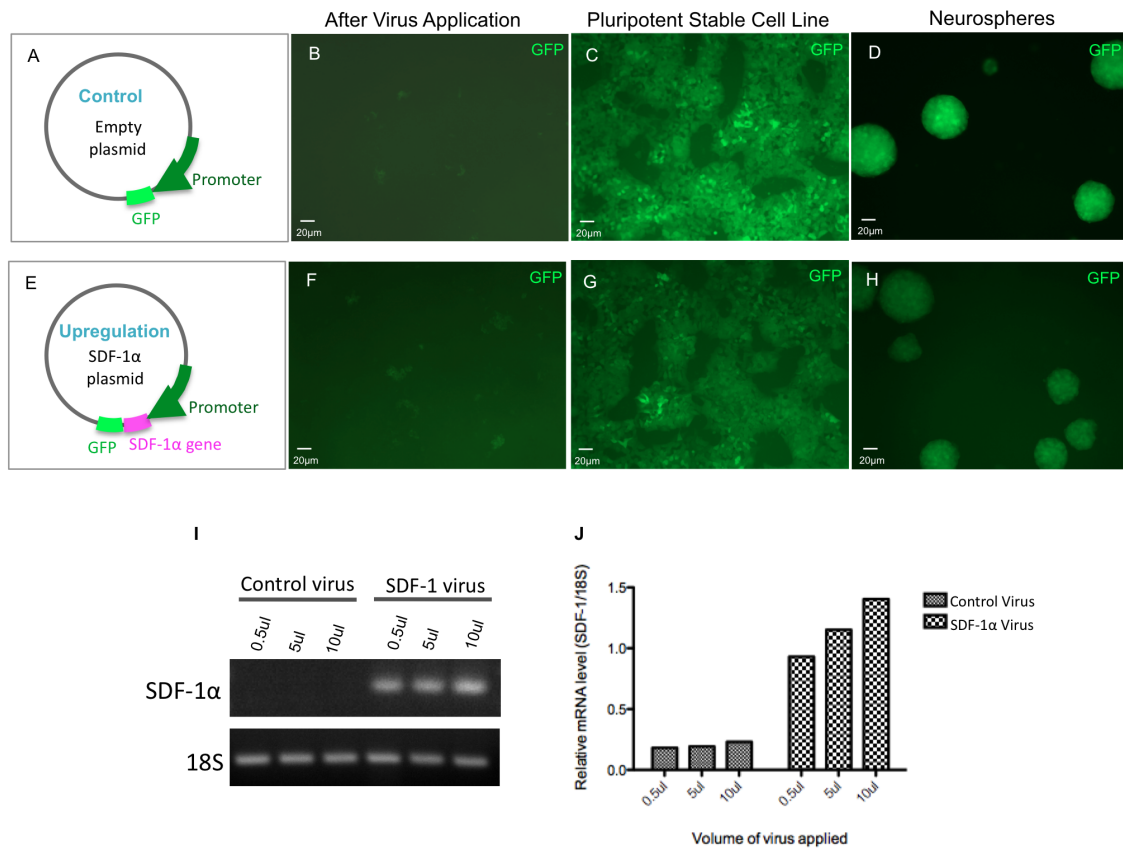 After Virus Application
Pluripotent Stable Cell Line
Neurospheres
A
Control
Empty
plasmid
Promoter
GFP
B
GFP
20µm
C
GFP
20µm
D
GFP
20µm
E
Upregulation
SDF-1α
plasmid
Promoter
GFP
SDF-1α gene
F
GFP
20µm
G
GFP
20µm
H
GFP
20µm
I
Control virus
SDF-1 virus
0.5ul
5ul
10ul
0.5ul
5ul
10ul
SDF-1α
18S
J
Relative mRNA level (SDF-1/18S)
1.5
1.0
0.5
0.0
0.5ul
5ul
10ul
0.5ul
5ul
10ul
Volume of virus applied
Control Virus
SDF-1α Virus